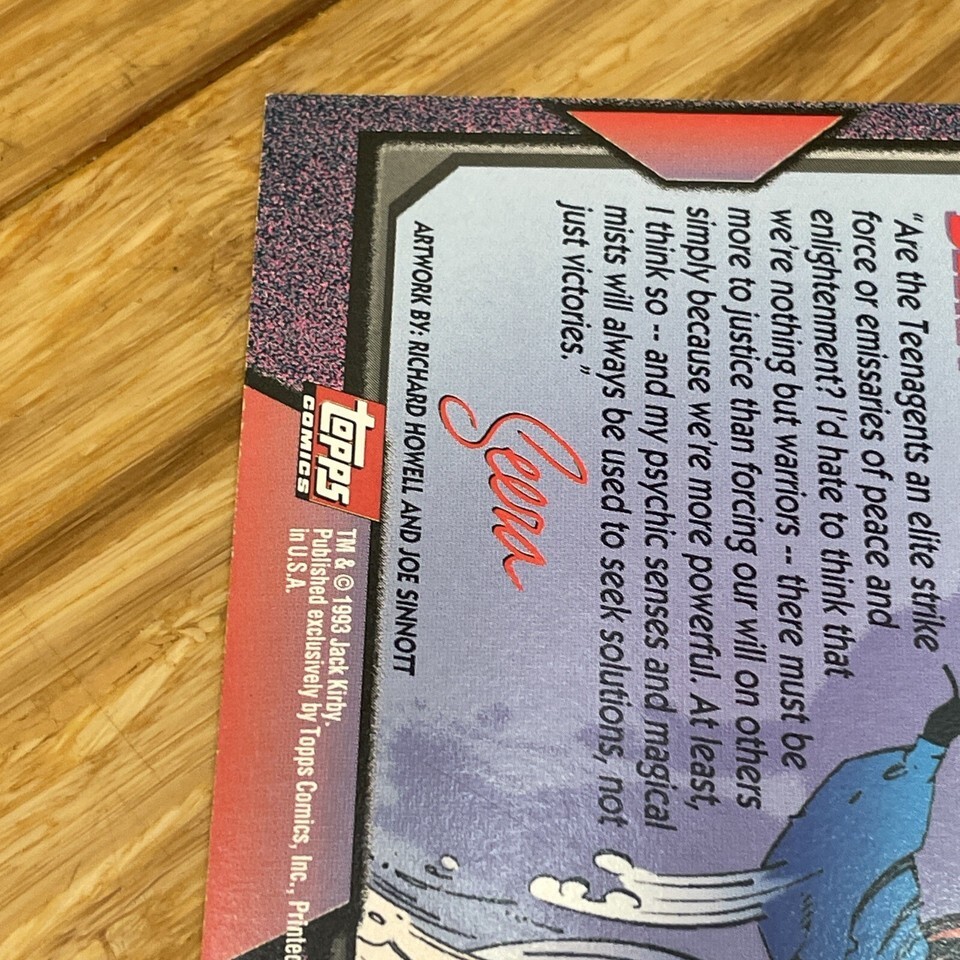 "Are the Teenagents an elite strike
force or emissaries of peace and
enlightenment? I'd hate to think that
we're nothing but warriors -- there must be
more to justice than forcing our will on others
simply because we're more powerful. At least,
I think so -- and my psychic senses and magical
mists will always be used to seek solutions, not
just victories."
Seera
ARTWORK BY: RICHARD HOWELL AND JOE SINNOTT
topps
COMICS
TM & © 1993 Jack Kirby.
Published exclusively by Topps Comics, Inc., Printed
in U.S.A.